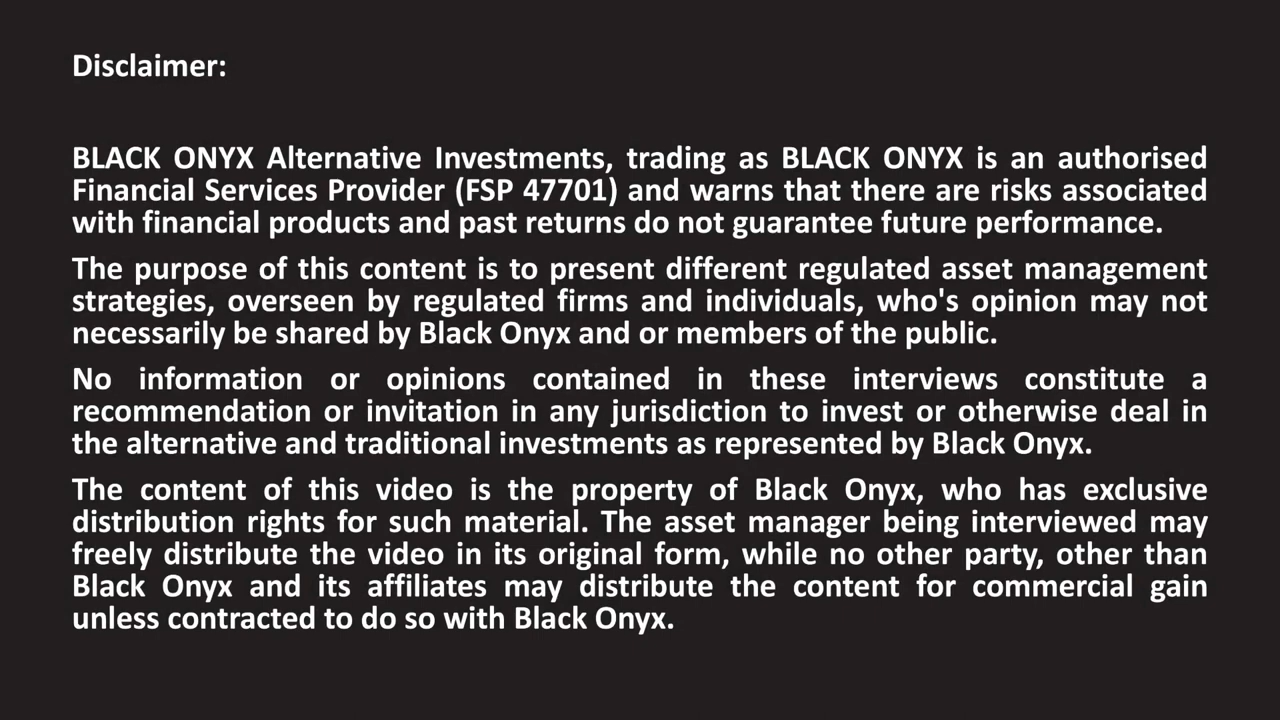 Disclaimer:
BLACK ONYX Alternative Investments, trading as BLACK ONYX is an authorised
Financial Services Provider (FSP 47701) and warns that there are risks associated
with financial products and past returns do not guarantee future performance.
The purpose of this content is to present different regulated asset management
strategies, overseen by regulated firms and individuals, who's opinion may not
necessarily be shared by Black Onyx and or members of the public.
No information or opinions contained in these interviews constitute a
recommendation or invitation in any jurisdiction to invest or otherwise deal in
the alternative and traditional investments as represented by Black Onyx.
The content of this video is the property of Black Onyx, who has exclusive
distribution rights for such material. The asset manager being interviewed may
freely distribute the video in its original form, while no other party, other than
Black Onyx and its affiliates may distribute the content for commercial gain
unless contracted to do so with Black Onyx.